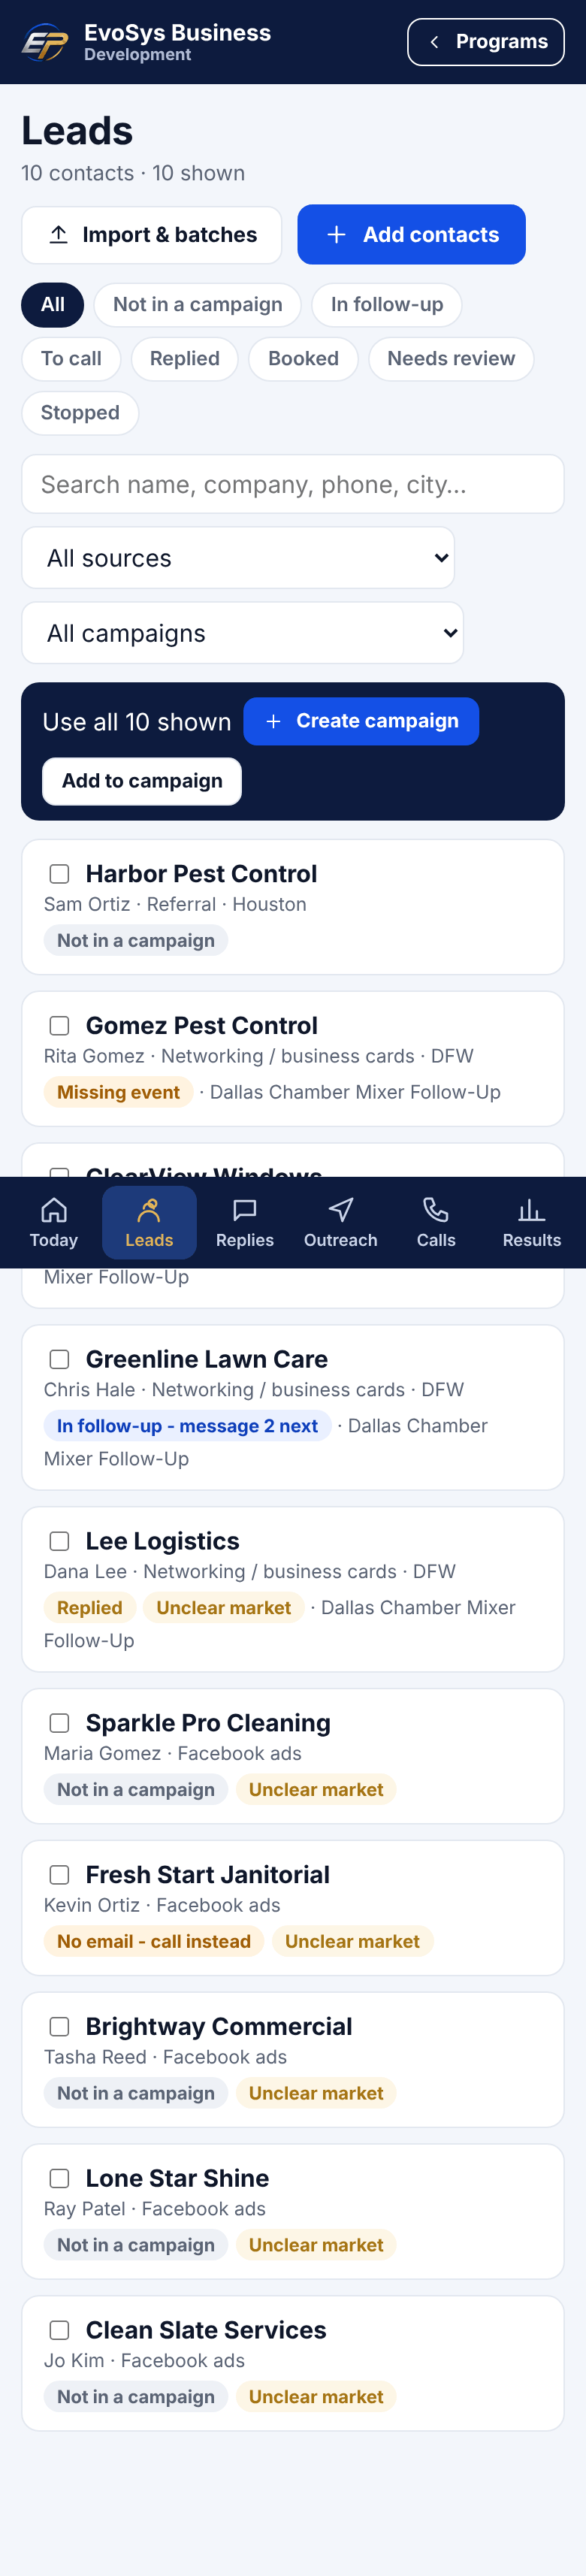 EP
EvoSys Business
Development
Programs
Leads
10 contacts · 10 shown
Import & batches
Add contacts
All
Not in a campaign
In follow-up
To call
Replied
Booked
Needs review
Stopped
Search name, company, phone, city...
All sources
All campaigns
Use all 10 shown
Create campaign
Add to campaign
Harbor Pest Control
Sam Ortiz · Referral · Houston
Not in a campaign
Gomez Pest Control
Rita Gomez · Networking / business cards · DFW
Missing event · Dallas Chamber Mixer Follow-Up
ClearView Windows
Today
Leads
Replies
Outreach
Calls
Results
Mixer Follow-Up
Greenline Lawn Care
Chris Hale · Networking / business cards · DFW
In follow-up - message 2 next · Dallas Chamber
Mixer Follow-Up
Lee Logistics
Dana Lee · Networking / business cards · DFW
Replied Unclear market · Dallas Chamber Mixer
Follow-Up
Sparkle Pro Cleaning
Maria Gomez · Facebook ads
Not in a campaign Unclear market
Fresh Start Janitorial
Kevin Ortiz · Facebook ads
No email - call instead Unclear market
Brightway Commercial
Tasha Reed · Facebook ads
Not in a campaign Unclear market
Lone Star Shine
Ray Patel · Facebook ads
Not in a campaign Unclear market
Clean Slate Services
Jo Kim · Facebook ads
Not in a campaign Unclear market